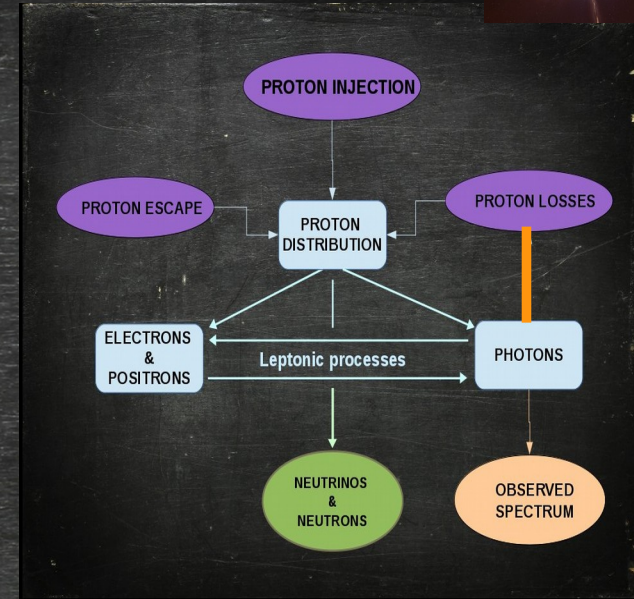 PROTON INJECTION
PROTON ESCAPE
PROTON
DISTRIBUTION
PROTON LOSSES
ELECTRONS
&
POSITRONS
Leptonic processes
PHOTONS
NEUTRINOS
&
NEUTRONS
OBSERVED
SPECTRUM